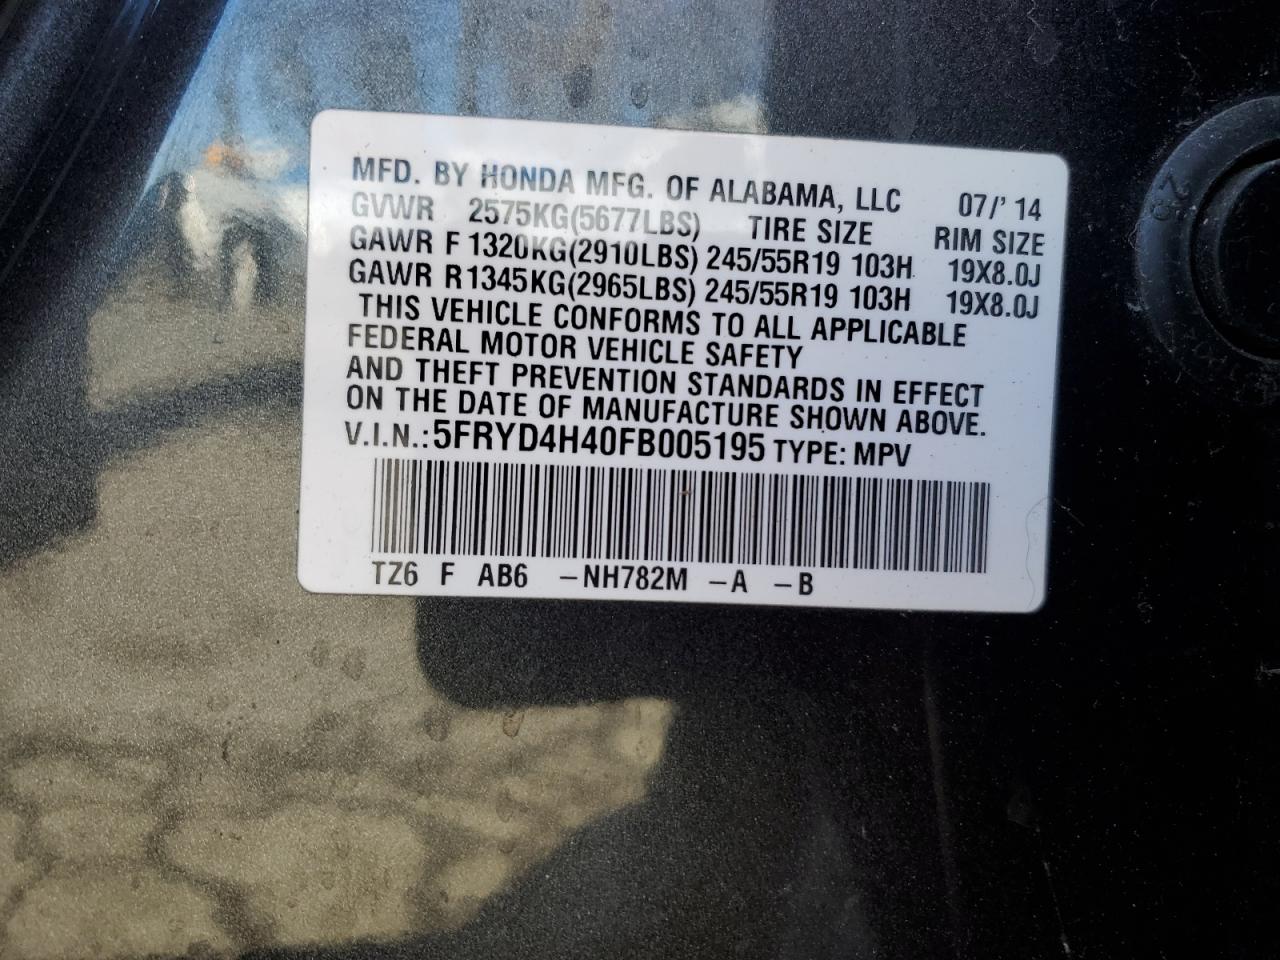 MFD. BY HONDA MFG. OF ALABAMA, LLC 07/' 14
GVWR 2575KG(5677LBS) TIRE SIZE RIM SIZE
GAWR F 1320KG(2910LBS) 245/55R19 103H 19X8.0J
GAWR R1345KG(2965LBS) 245/55R19 103H 19X8.0J
THIS VEHICLE CONFORMS TO ALL APPLICABLE
FEDERAL MOTOR VEHICLE SAFETY
AND THEFT PREVENTION STANDARDS IN EFFECT
ON THE DATE OF MANUFACTURE SHOWN ABOVE.
V.I.N.: 5FRYD4H40FB005195 TYPE: MPV
TZ6 F AB6 –NH782M –A –B
28